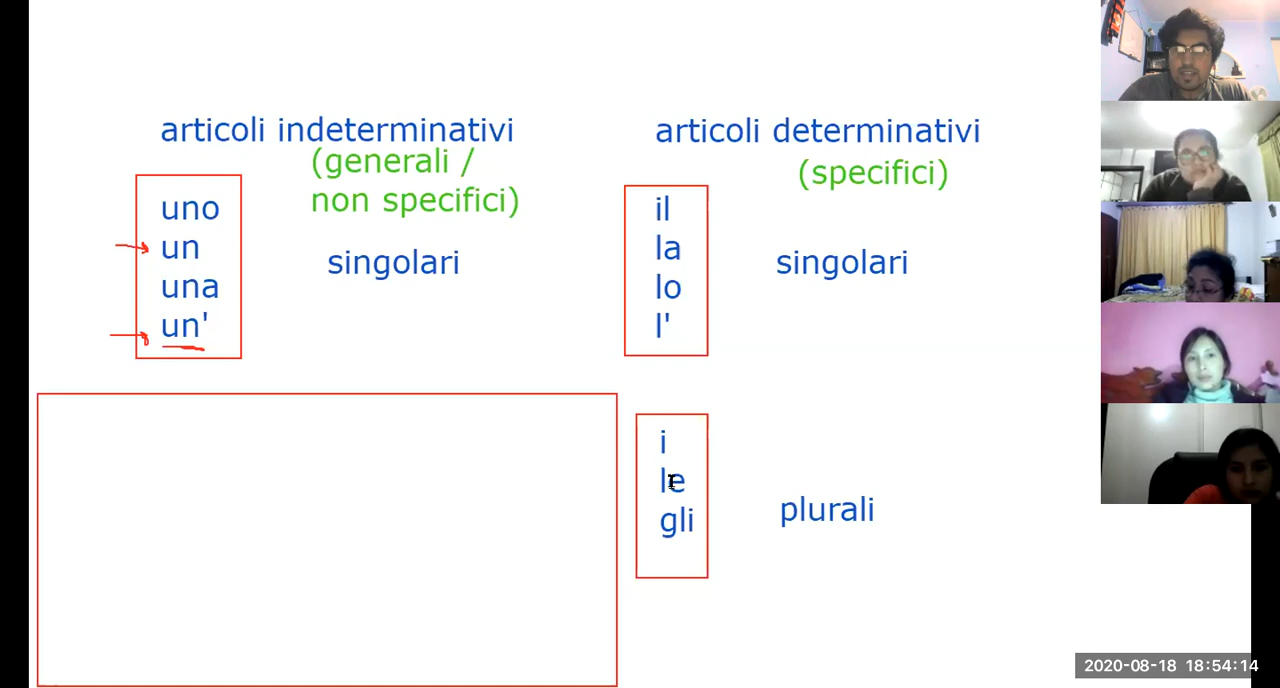 articoli indeterminativi
(generali /
non specifici)
uno
un
una
un'
singolari
articoli determinativi
(specifici)
il
la
lo
l'
singolari
i
le
gli
plurali
2020-08-18 18:54:14